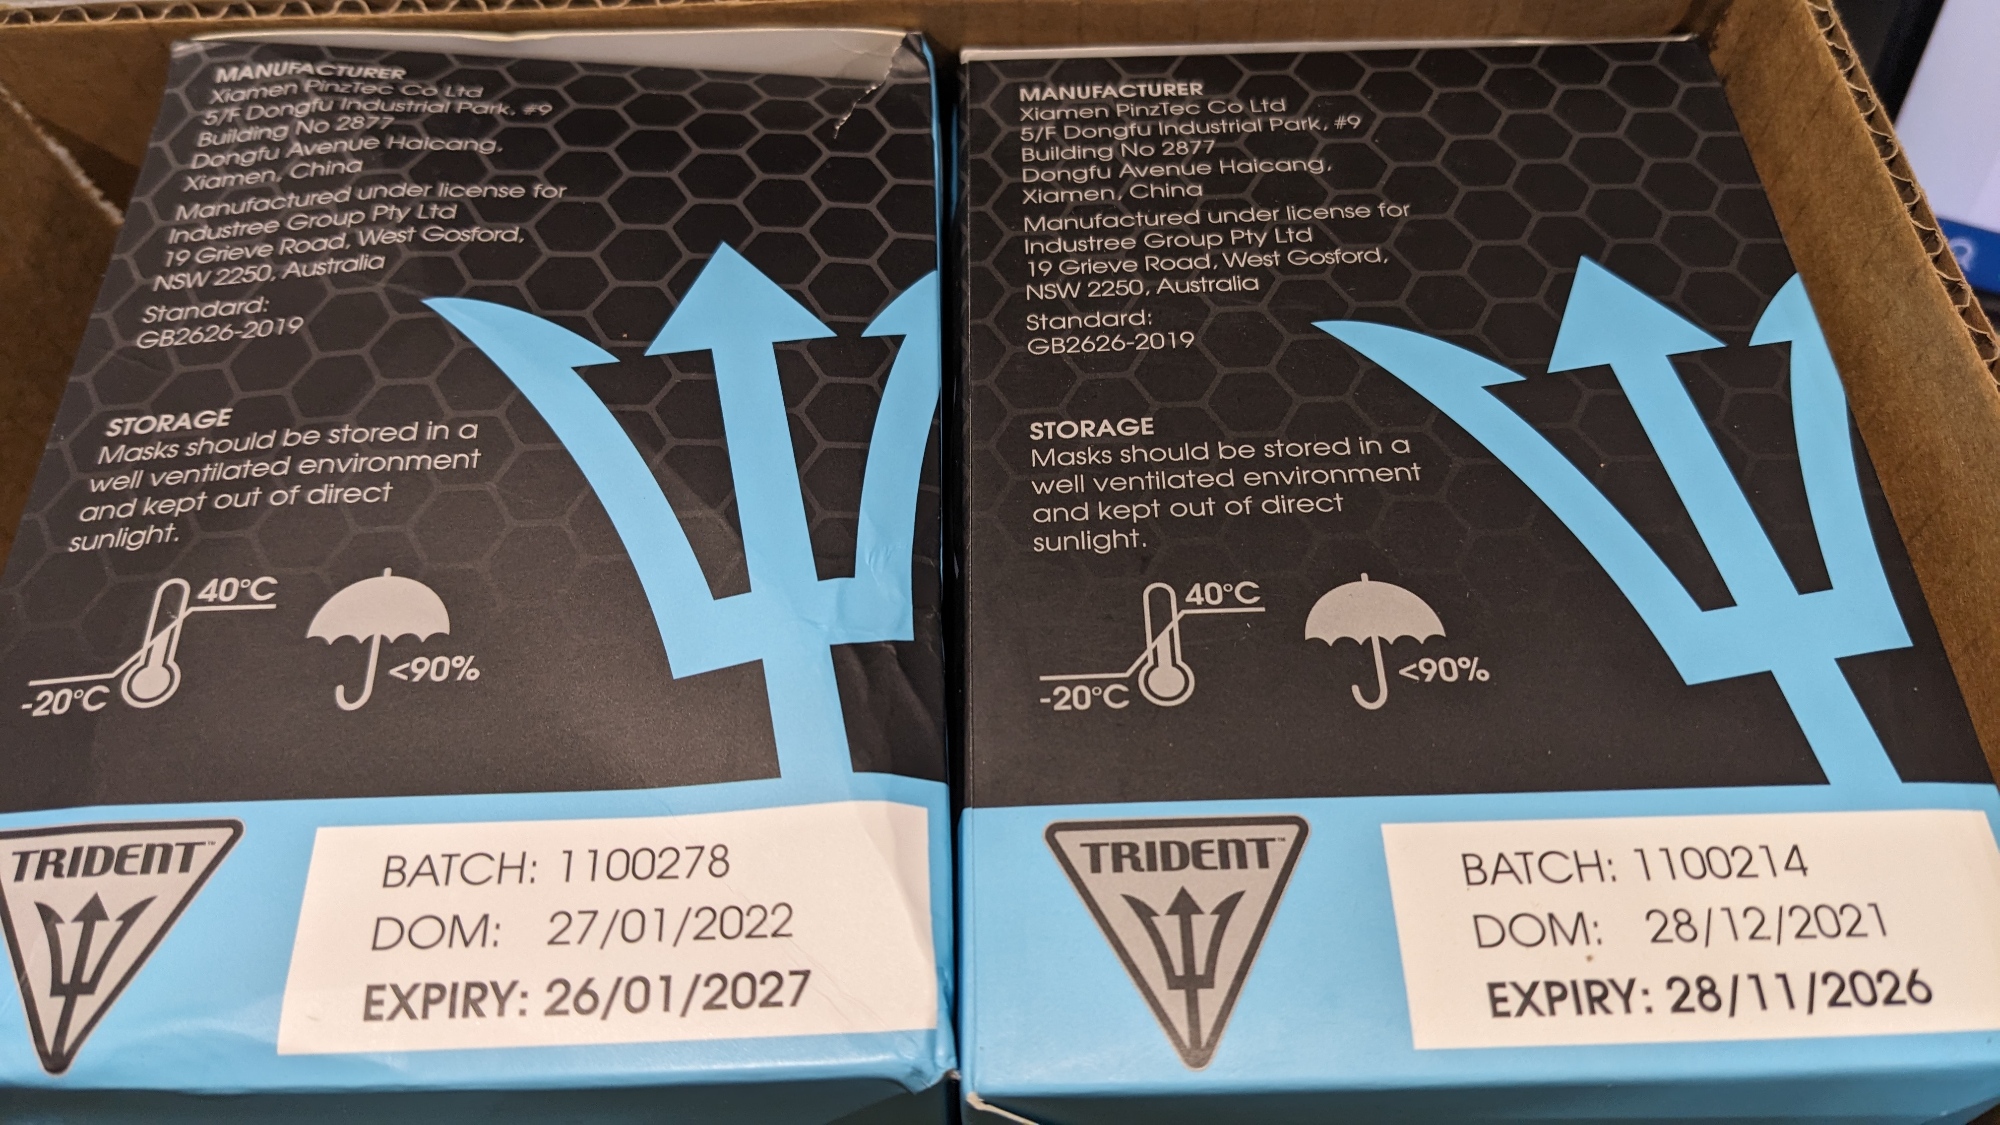 MANUFACTURER
Xiamen PinzTec Co Ltd
5/F Dongfu Industrial Park, #9
Building No 2877
Dongfu Avenue Haicang,
Xiamen, China
Manufactured under license for
Industree Group Pty Ltd
19 Grieve Road, West Gosford,
NSW 2250, Australia
Standard:
GB2626-2019
STORAGE
Masks should be stored in a
well ventilated environment
and kept out of direct
sunlight.
40°C
-20°C
<90%
TRIDENT™
BATCH: 1100278
DOM: 27/01/2022
EXPIRY: 26/01/2027
MANUFACTURER
Xiamen PinzTec Co Ltd
5/F Dongfu Industrial Park, #9
Building No 2877
Dongfu Avenue Haicang,
Xiamen, China
Manufactured under license for
Industree Group Pty Ltd
19 Grieve Road, West Gosford,
NSW 2250, Australia
Standard:
GB2626-2019
STORAGE
Masks should be stored in a
well ventilated environment
and kept out of direct
sunlight.
40°C
-20°C
<90%
TRIDENT™
BATCH: 1100214
DOM: 28/12/2021
EXPIRY: 28/11/2026